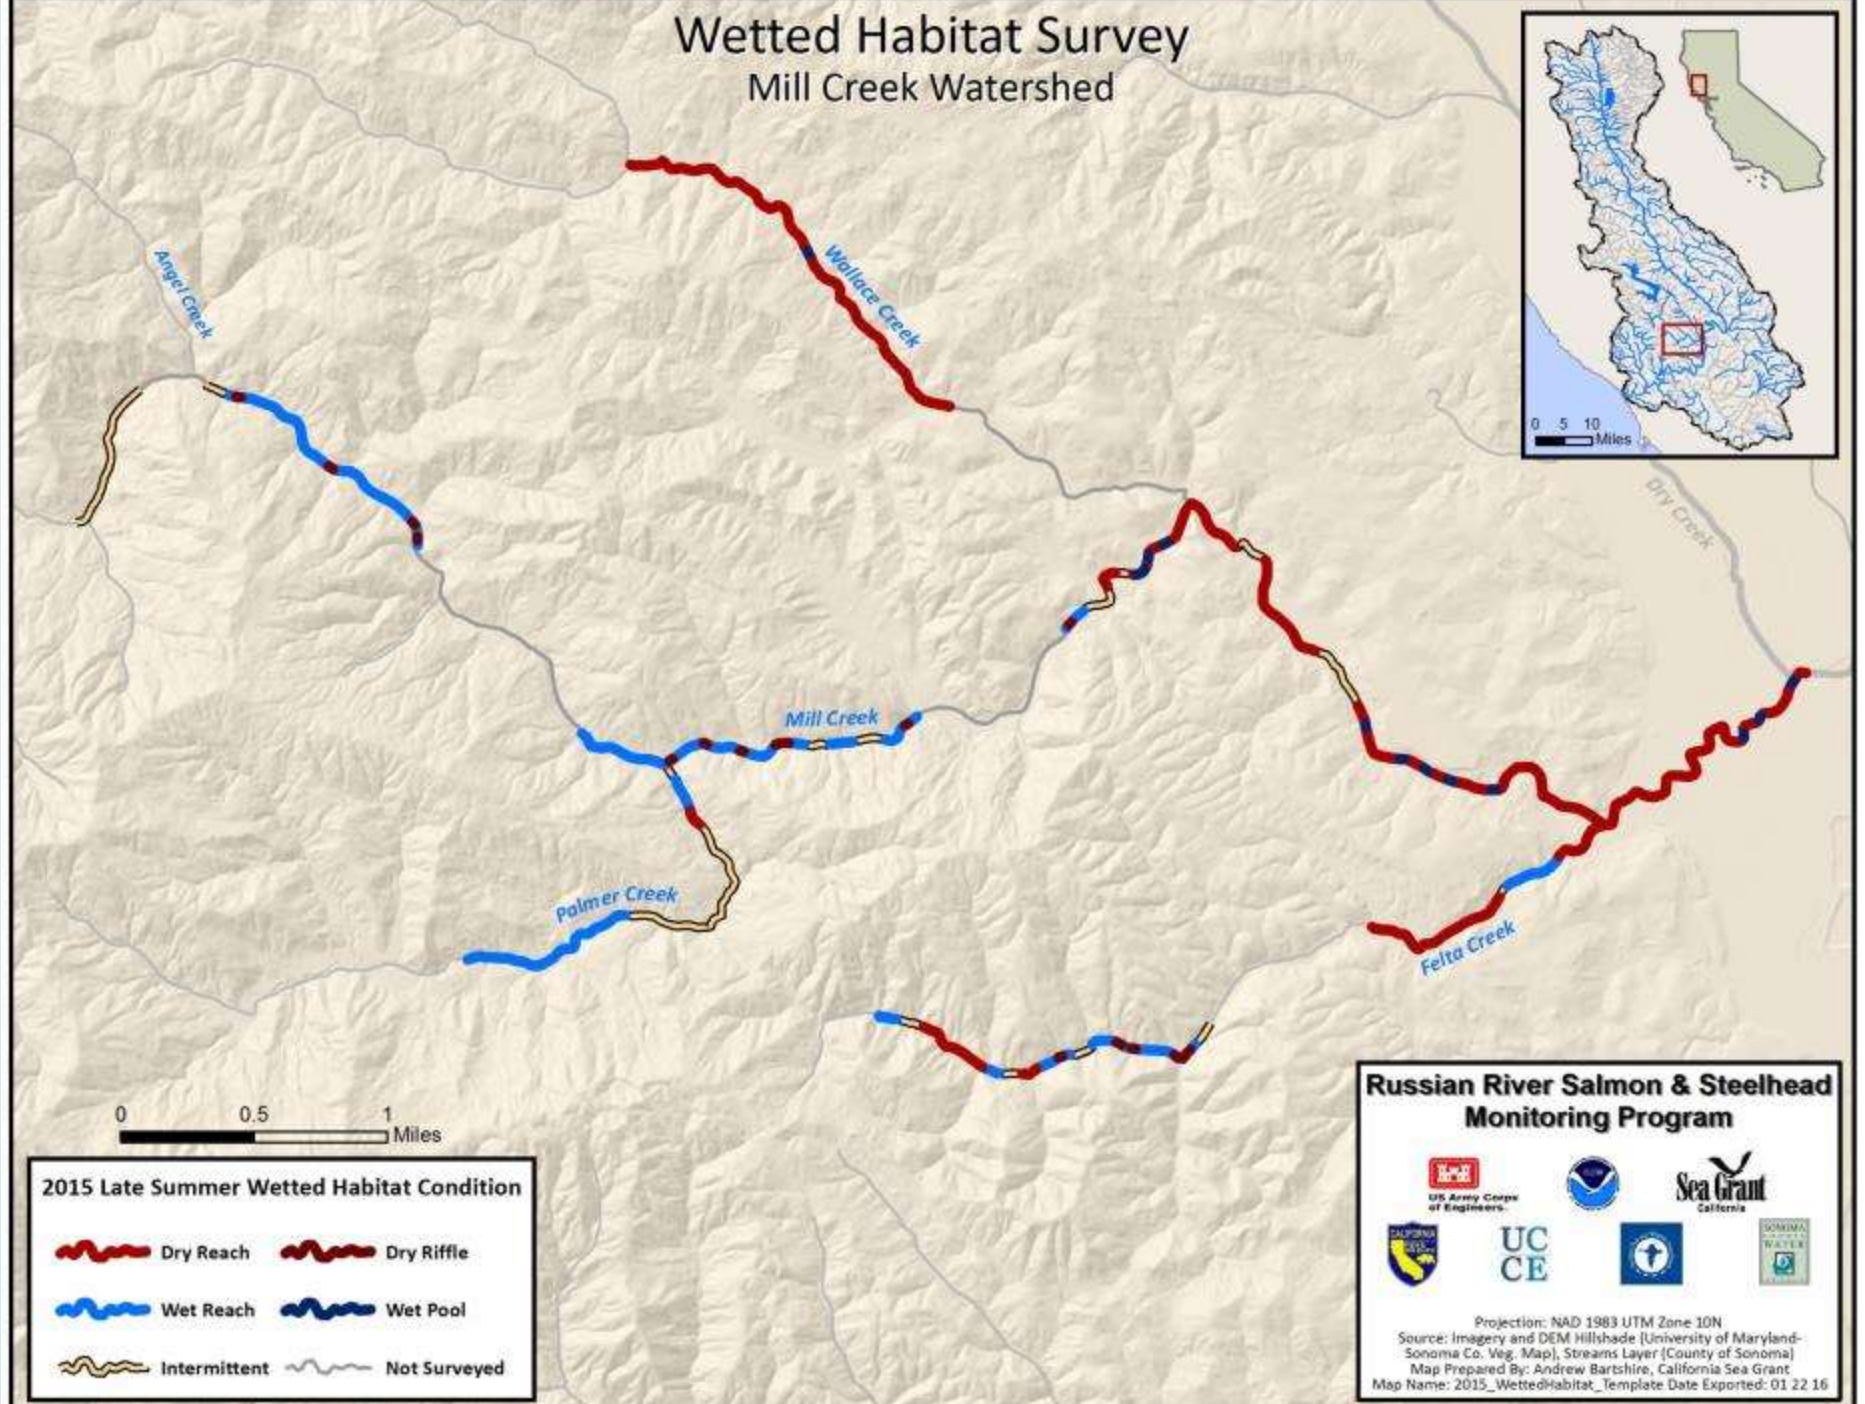 Wetted Habitat Survey
Mill Creek Watershed
Angel Creek
Wallace Creek
0 5 10
Miles
Dry Creek
Mill Creek
Palmer Creek
Felta Creek
0 0.5 1
Miles
2015 Late Summer Wetted Habitat Condition
Dry Reach Dry Riffle
Wet Reach Wet Pool
Intermittent Not Surveyed
Russian River Salmon & Steelhead
Monitoring Program
US Army Corps
of Engineers.
Sea Grant
California
CALIFORNIA
UC
CE
SONOMA
WATER
Projection: NAD 1983 UTM Zone 10N
Source: Imagery and DEM Hillshade (University of Maryland-
Sonoma Co. Veg. Map), Streams Layer (County of Sonoma)
Map Prepared By: Andrew Bartshire, California Sea Grant
Map Name: 2015_WettedHabitat_Template Date Exported: 01 22 16